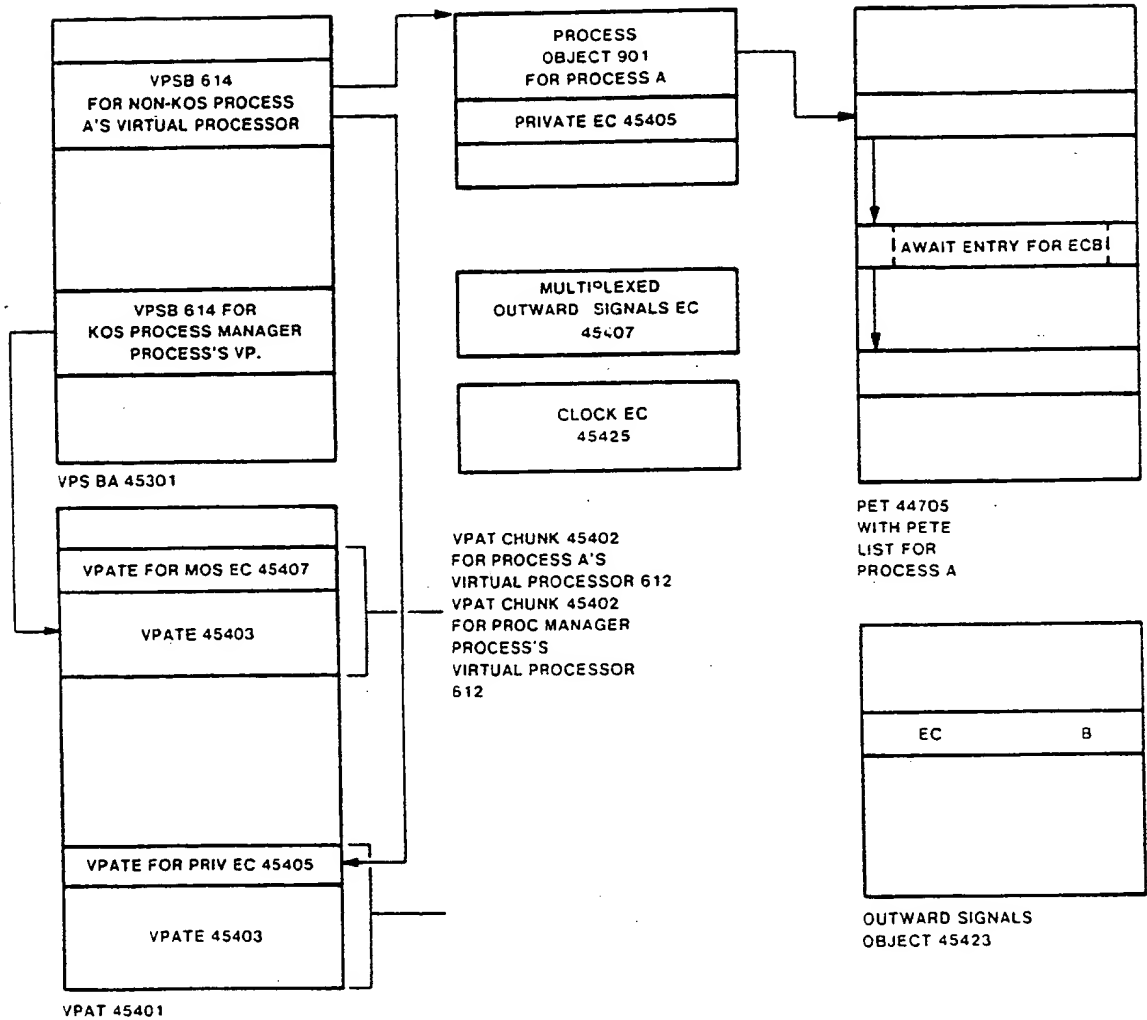 VPSB 614
FOR NON-KOS PROCESS
A'S VIRTUAL PROCESSOR
VPSB 614 FOR
KOS PROCESS MANAGER
PROCESS'S VP.
VPS BA 45301
PROCESS
OBJECT 901
FOR PROCESS A
PRIVATE EC 45405
MULTIPLEXED
OUTWARD SIGNALS EC
45407
CLOCK EC
45425
AWAIT ENTRY FOR ECB
PET 44705
WITH PETE
LIST FOR
PROCESS A
VPATE FOR MOS EC 45407
VPATE 45403
VPATE FOR PRIV EC 45405
VPATE 45403
VPAT 45401
VPAT CHUNK 45402
FOR PROCESS A'S
VIRTUAL PROCESSOR 612
VPAT CHUNK 45402
FOR PROC MANAGER
PROCESS'S
VIRTUAL PROCESSOR
612
EC B
OUTWARD SIGNALS
OBJECT 45423